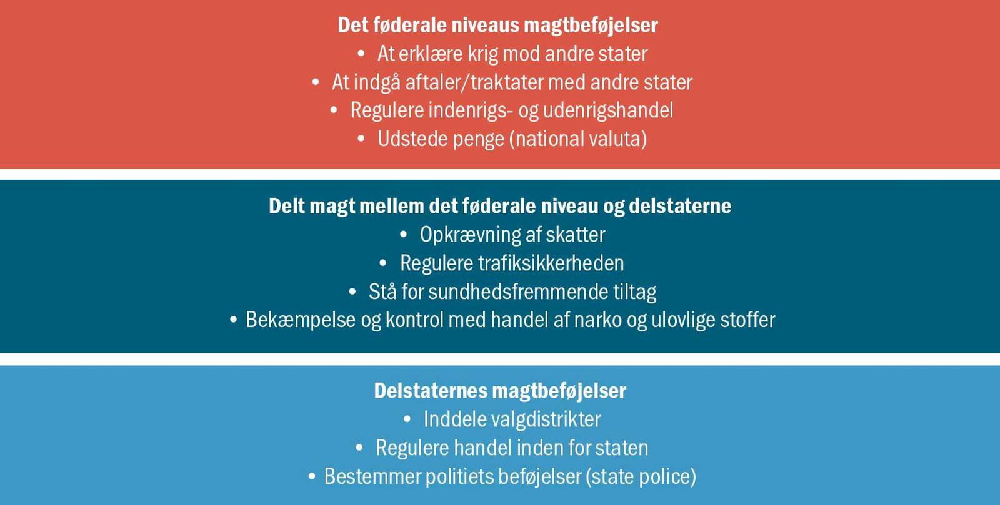 Det føderale niveaus magtbeføjelser
• At erklære krig mod andre stater
• At indgå aftaler/traktater med andre stater
• Regulere indenrigs- og udenrigshandel
• Udstede penge (national valuta)
Delt magt mellem det føderale niveau og delstaterne
• Opkrævning af skatter
• Regulere trafiksikkerheden
• Stå for sundhedsfremmende tiltag
• Bekæmpelse og kontrol med handel af narko og ulovlige stoffer
Delstaternes magtbeføjelser
• Inddele valgdistrikter
• Regulere handel inden for staten
• Bestemmer politiets beføjelser (state police)